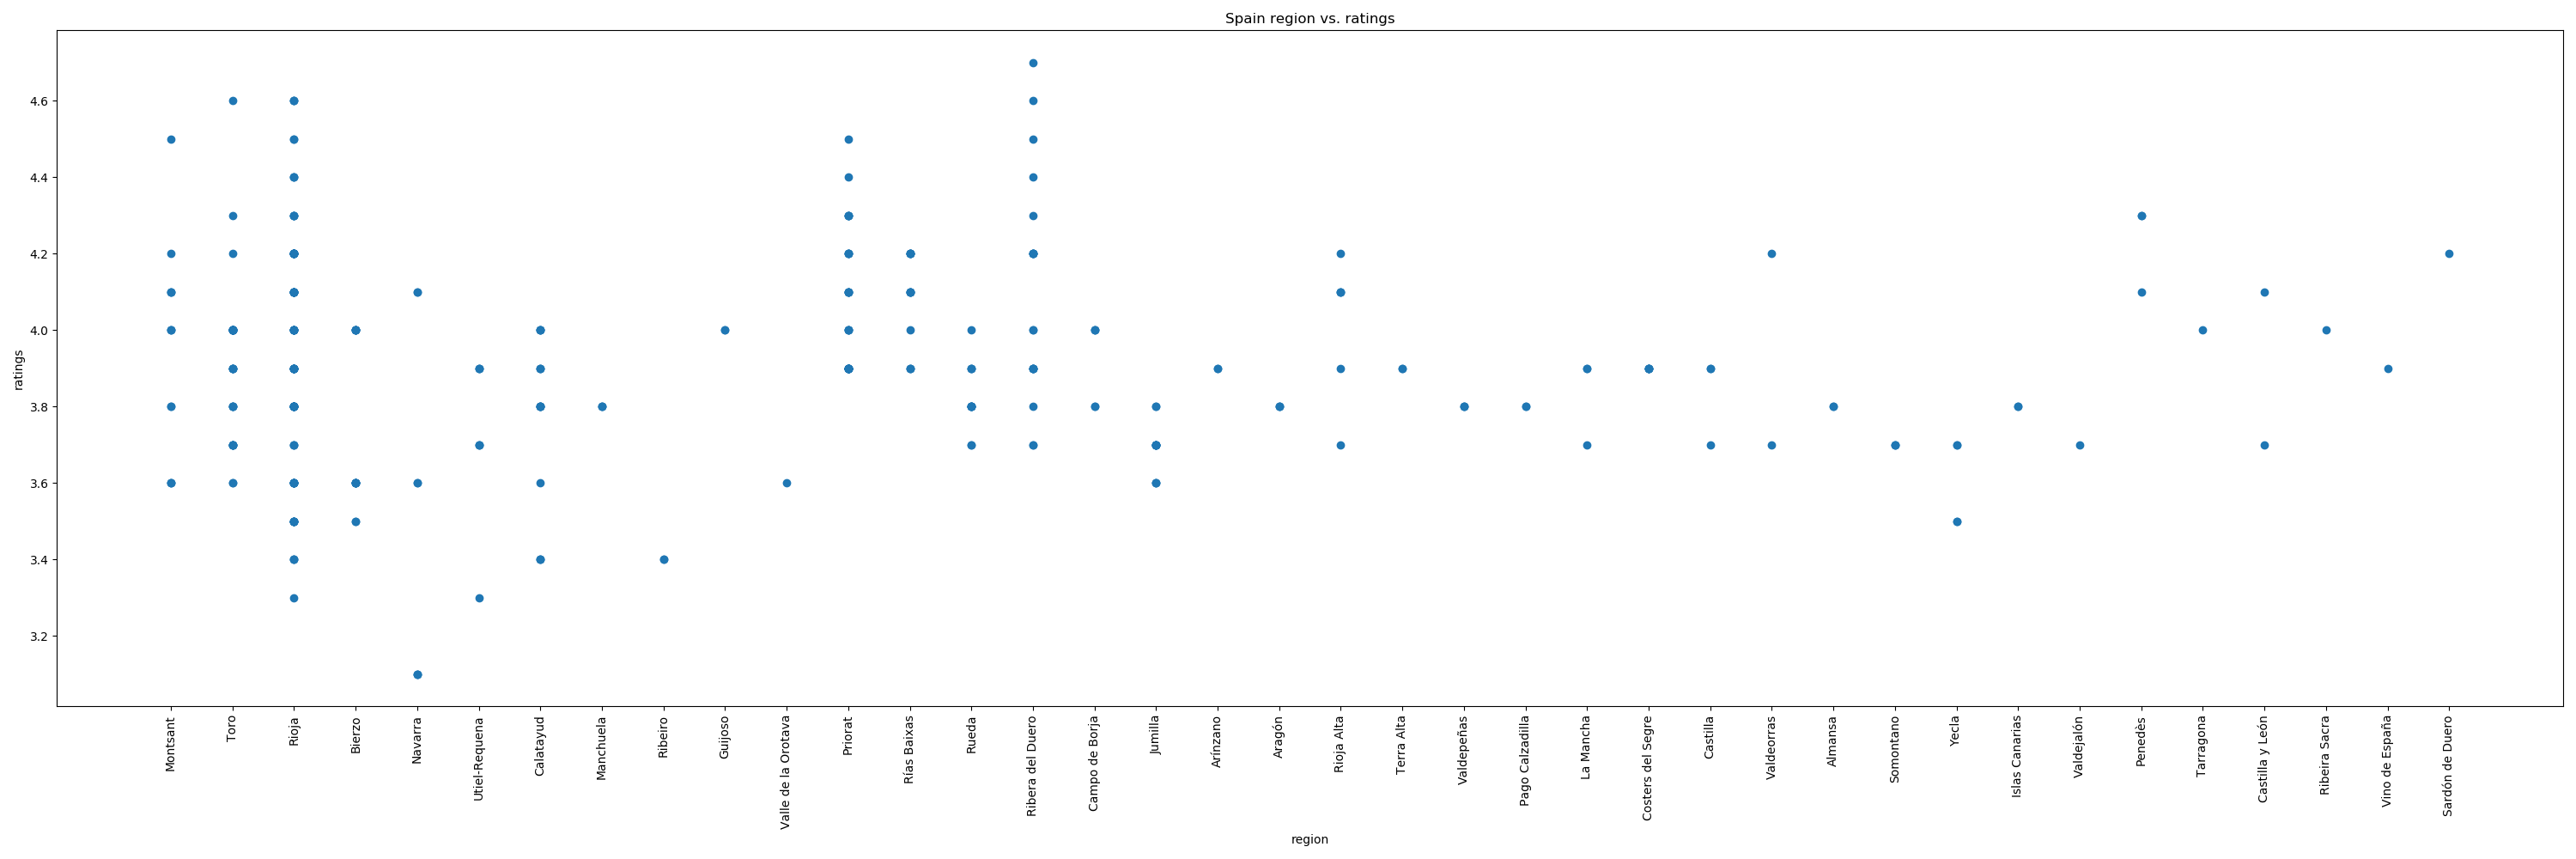 Spain region vs. ratings
ratings
4.6
4.4
4.2
4.0
3.8
3.6
3.4
3.2
Montsant
Toro
Rioja
Bierzo
Navarra
Utiel-Requena
Calatayud
Manchuela
Ribeiro
Guijoso
Valle de la Orotava
Priorat
Rías Baixas
Rueda
Ribera del Duero
Campo de Borja
Jumilla
Arínzano
Aragón
Rioja Alta
Terra Alta
Valdepeñas
Pago Calzadilla
La Mancha
Costers del Segre
Castilla
Valdeorras
Almansa
Somontano
Yecla
Islas Canarias
Valdejalón
Penedès
Tarragona
Castilla y León
Ribeira Sacra
Vino de España
Sardón de Duero
region